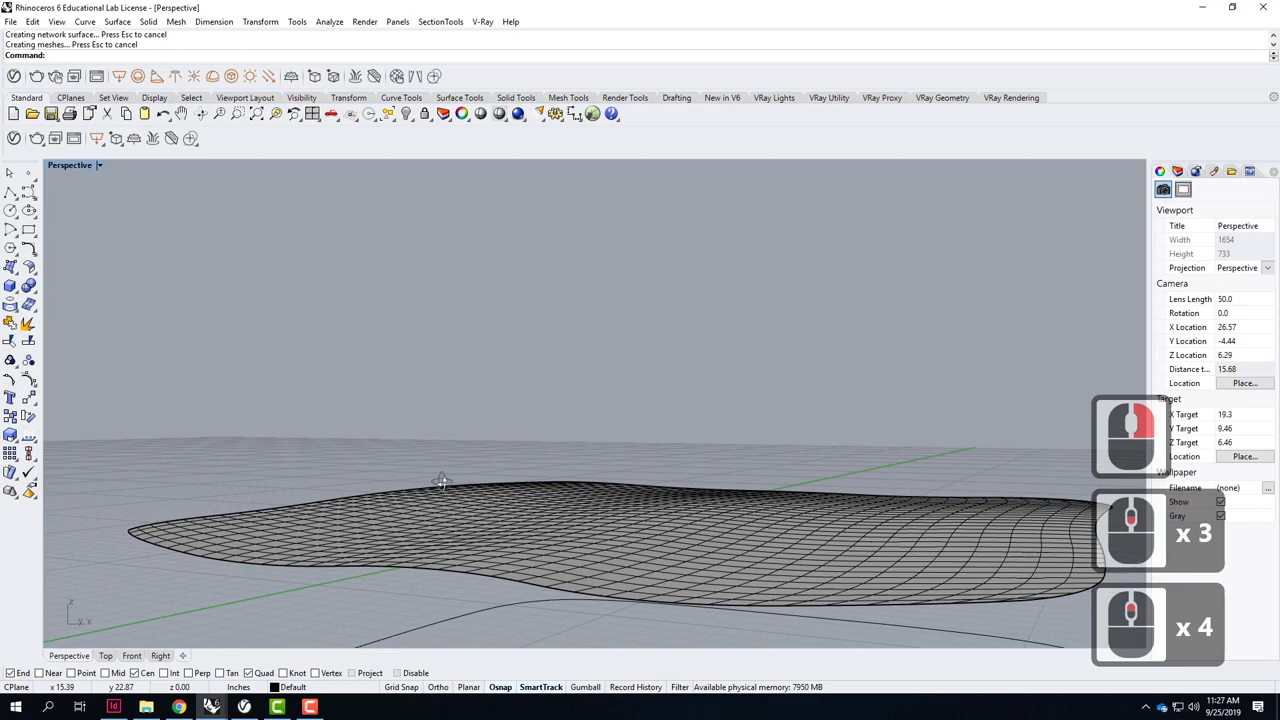 Rhinoceros 6 Educational Lab License - [Perspective]
File Edit View Curve Surface Solid Mesh Dimension Transform Tools Analyze Render Panels SectionTools V-Ray Help
Creating network surface... Press Esc to cancel
Creating meshes... Press Esc to cancel
Command:
Standard CPlanes Set View Display Select Viewport Layout Visibility Transform Curve Tools Surface Tools Solid Tools Mesh Tools Render Tools Drafting New in V6 VRay Lights VRay Utility VRay Proxy VRay Geometry VRay Rendering
Perspective
Viewport
Title Perspective
Width 1654
Height 733
Projection Perspective
Camera
Lens Length 50.0
Rotation 0.0
X Location 26.57
Y Location -4.44
Z Location 6.29
Distance t... 15.68
Location Place...
Target
X Target 19.3
Y Target 9.46
Z Target 6.46
Location Place...
Wallpaper
Filename (none) ...
Show
Gray
x 3
x 4
z
y x
Perspective Top Front Right
End Near Point Mid Cen Int Perp Tan Quad Knot Vertex Project Disable
CPlane x 15.39 y 22.87 z 0.00 Inches Default Grid Snap Ortho Planar Osnap SmartTrack Gumball Record History Filter Available physical memory: 7950 MB
11:27 AM
9/25/2019